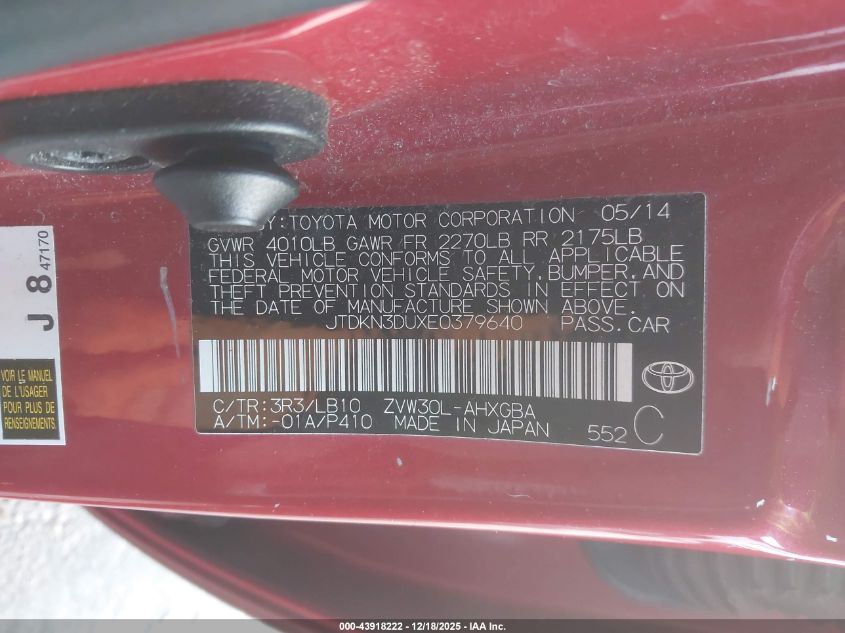 Y:TOYOTA MOTOR CORPORATION 05/14
GVWR 4010LB GAWR FR 2270LB RR 2175LB
THIS VEHICLE CONFORMS TO ALL APPLICABLE
FEDERAL MOTOR VEHICLE SAFETY, BUMPER, AND
THEFT PREVENTION STANDARDS IN EFFECT ON
THE DATE OF MANUFACTURE SHOWN ABOVE.
JTDKN3DUXE0379640 PASS.CAR
C/TR:3R3/LB10 ZVW30L-AHXGBA
A/TM:-01A/P410 MADE IN JAPAN
552 C
J 8 47170
VOIR LE MANUEL
DE L'USAGER
POUR PLUS DE
RENSEIGNEMENTS
000-43918222 - 12/18/2025 - IAA Inc.